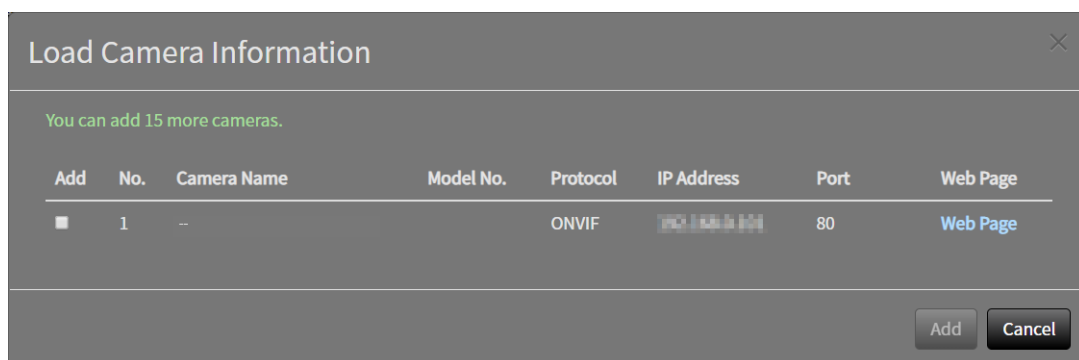 Load Camera Information
You can add 15 more cameras.
Add No. Camera Name Model No. Protocol IP Address Port Web Page
1 -- ONVIF 80 Web Page
Add Cancel